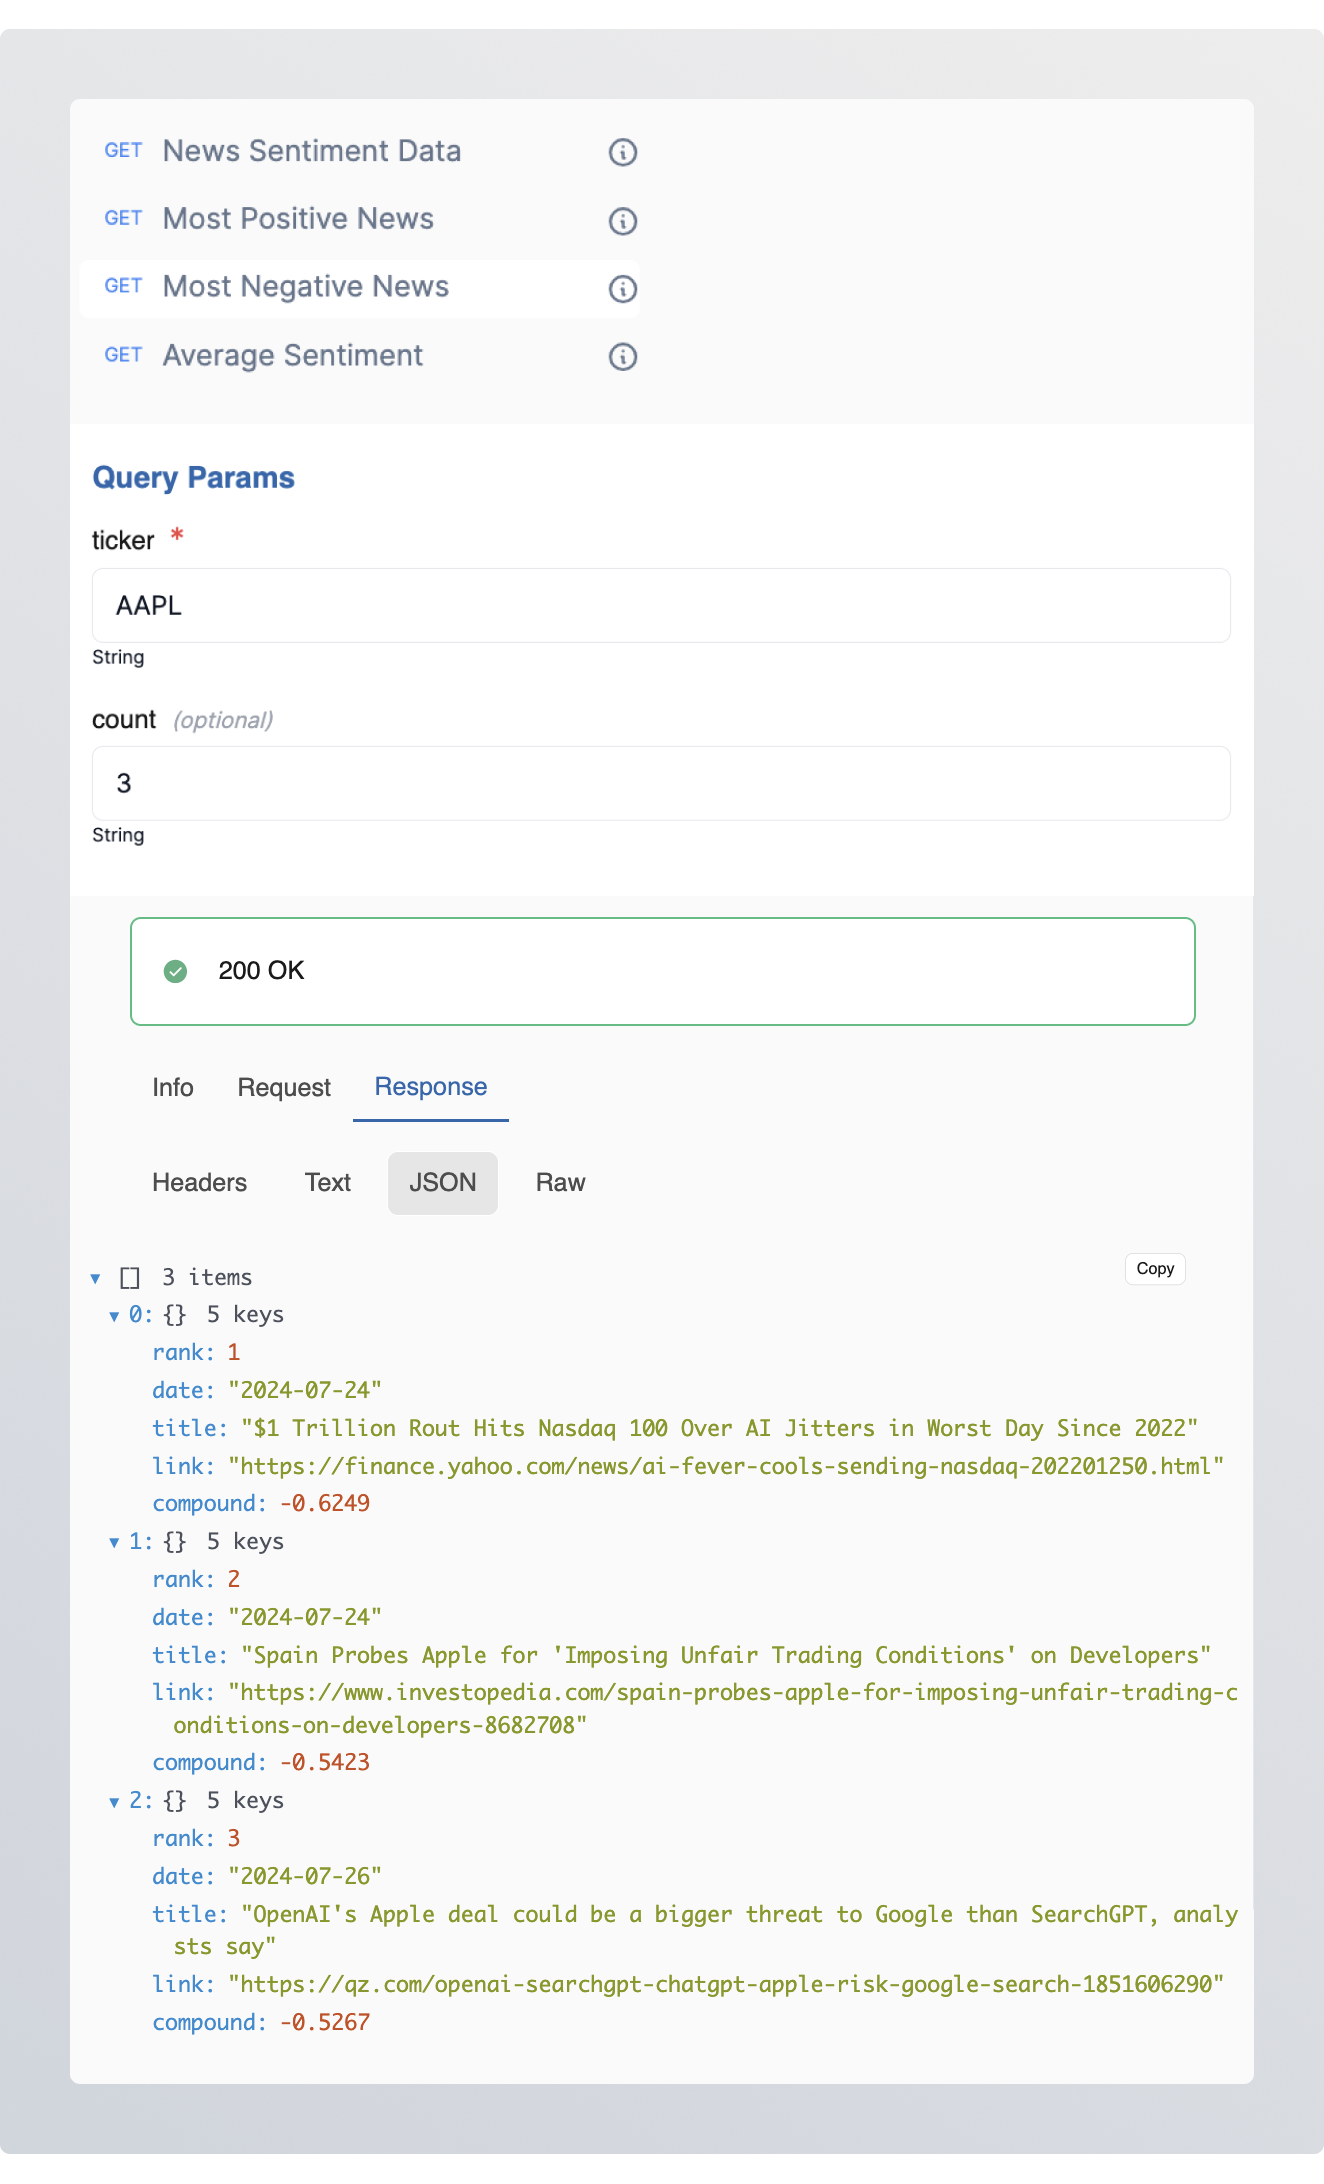 GET News Sentiment Data
GET Most Positive News
GET Most Negative News
GET Average Sentiment
Query Params
ticker *
AAPL
String
count (optional)
3
String
200 OK
Info Request Response
Headers Text JSON Raw
Copy
[] 3 items
0: {} 5 keys
rank: 1
date: "2024-07-24"
title: "$1 Trillion Rout Hits Nasdaq 100 Over AI Jitters in Worst Day Since 2022"
link: "https://finance.yahoo.com/news/ai-fever-cools-sending-nasdaq-202201250.html"
compound: -0.6249
1: {} 5 keys
rank: 2
date: "2024-07-24"
title: "Spain Probes Apple for 'Imposing Unfair Trading Conditions' on Developers"
link: "https://www.investopedia.com/spain-probes-apple-for-imposing-unfair-trading-c
onditions-on-developers-8682708"
compound: -0.5423
2: {} 5 keys
rank: 3
date: "2024-07-26"
title: "OpenAI's Apple deal could be a bigger threat to Google than SearchGPT, analy
sts say"
link: "https://qz.com/openai-searchgpt-chatgpt-apple-risk-google-search-1851606290"
compound: -0.5267